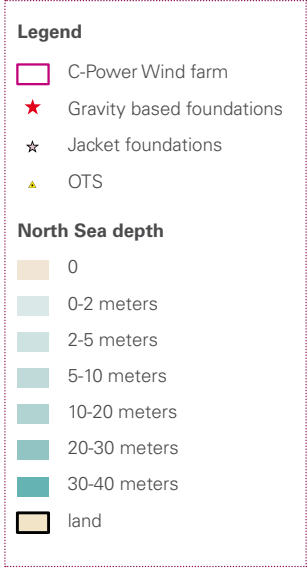 Legend
C-Power Wind farm
Gravity based foundations
Jacket foundations
OTS
North Sea depth
0
0-2 meters
2-5 meters
5-10 meters
10-20 meters
20-30 meters
30-40 meters
land